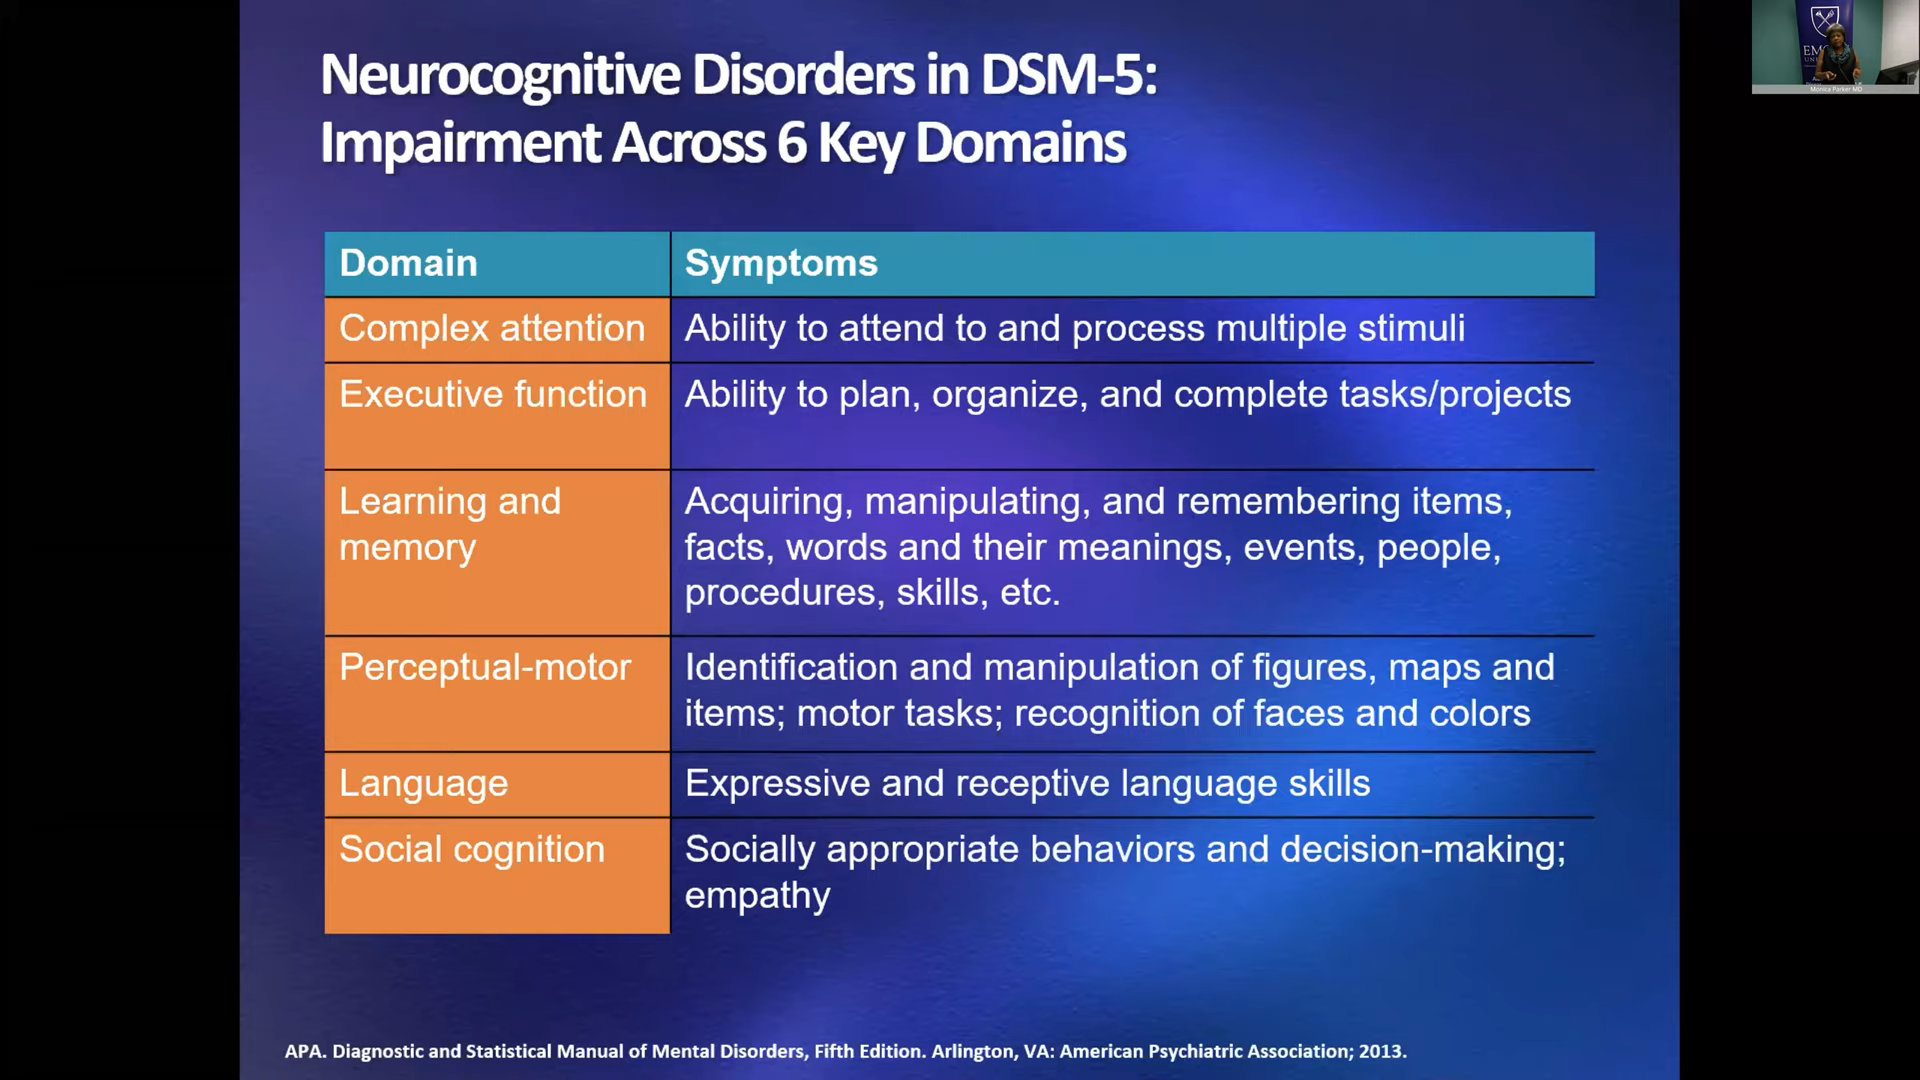 Neurocognitive Disorders in DSM-5:
Impairment Across 6 Key Domains
Domain
Symptoms
Complex attention
Ability to attend to and process multiple stimuli
Executive function
Ability to plan, organize, and complete tasks/projects
Learning and
memory
Acquiring, manipulating, and remembering items,
facts, words and their meanings, events, people,
procedures, skills, etc.
Perceptual-motor
Identification and manipulation of figures, maps and
items; motor tasks; recognition of faces and colors
Language
Expressive and receptive language skills
Social cognition
Socially appropriate behaviors and decision-making;
empathy
APA. Diagnostic and Statistical Manual of Mental Disorders, Fifth Edition. Arlington, VA: American Psychiatric Association; 2013.
Monica Parker MD